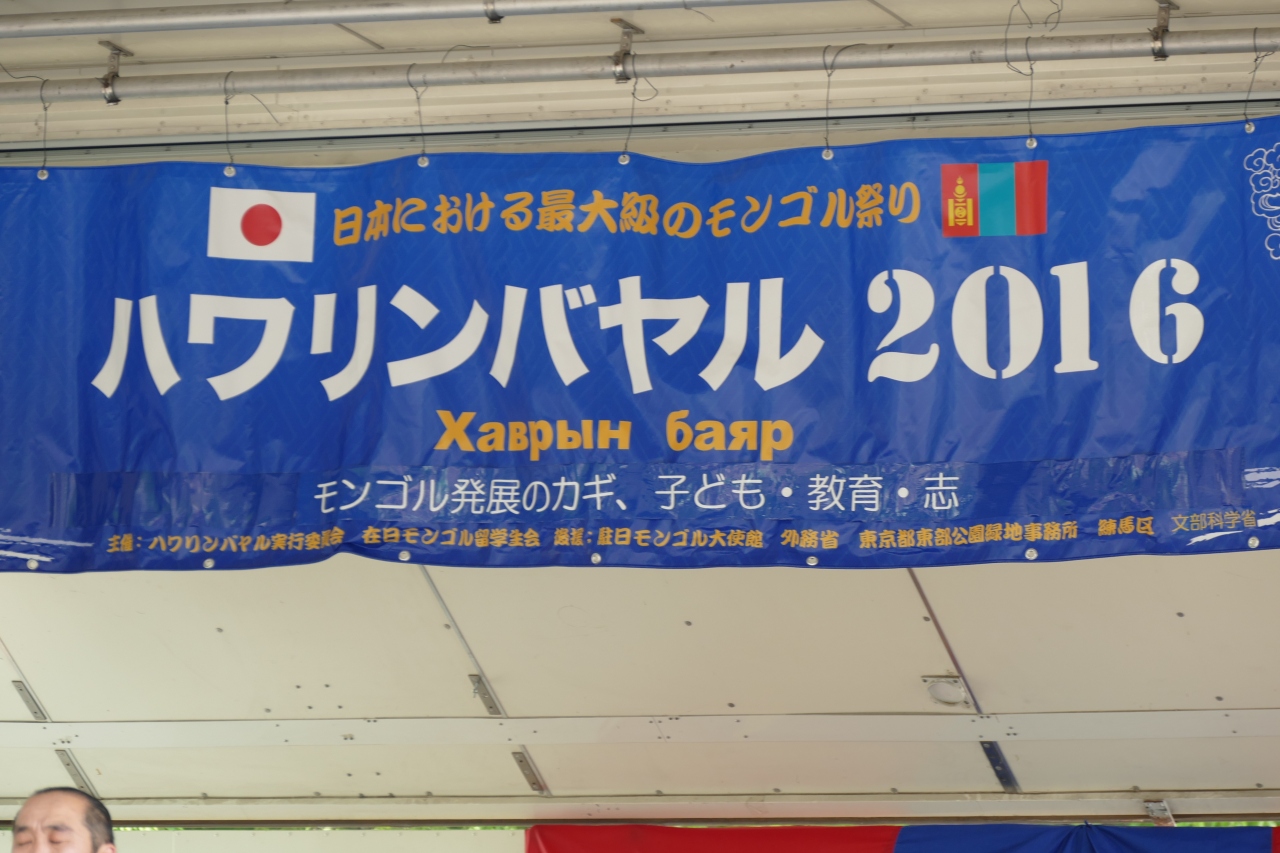 日本における最大級のモンゴル祭り
ハワリンバヤル 2016
Хаврын баяр
モンゴル発展のカギ、子ども・教育・志
主催：ハワリンバヤル実行委員会 在日モンゴル留学生会 後援：駐日モンゴル大使館 外務省 東京都東部公園緑地事務所 練馬区 文部科学省